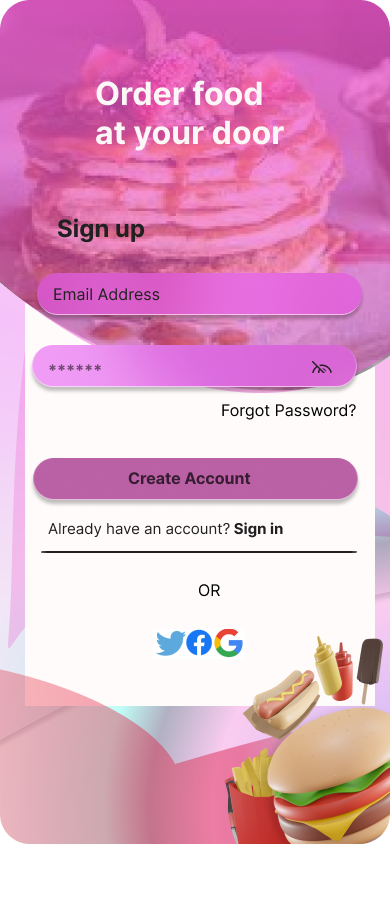 Order food
at your door
Sign up
Email Address
******
Forgot Password?
Create Account
Already have an account? Sign in
OR